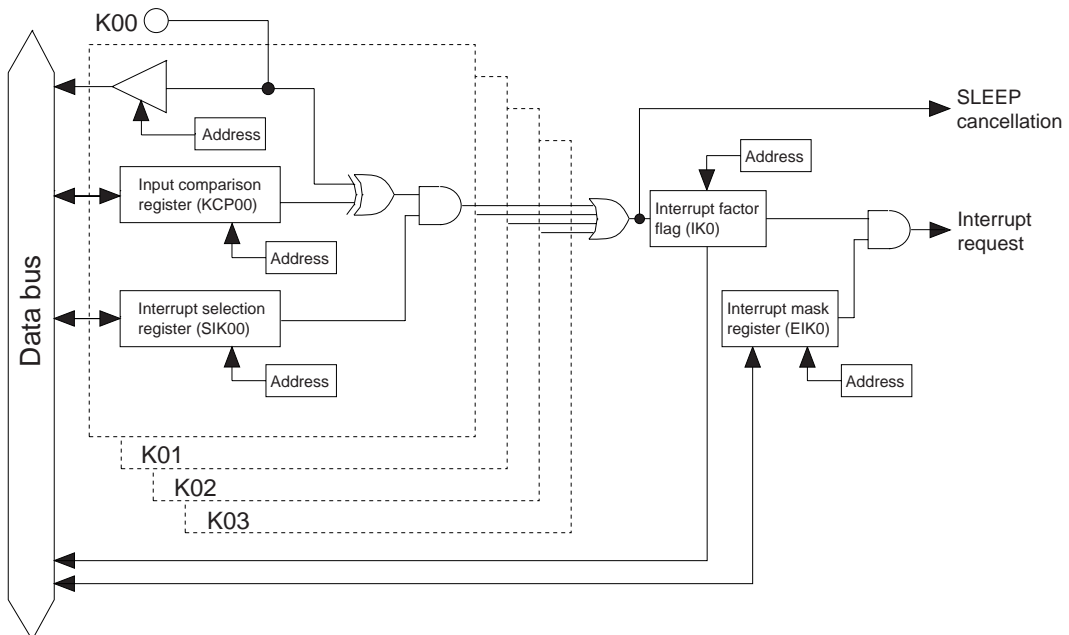 K00
SLEEP
cancellation
Address
Address
Input comparison
register (KCP00)
Interrupt factor
flag (IK0)
Interrupt
request
Address
Data bus
Interrupt selection
register (SIK00)
Interrupt mask
register (EIK0)
Address
Address
K01
K02
K03